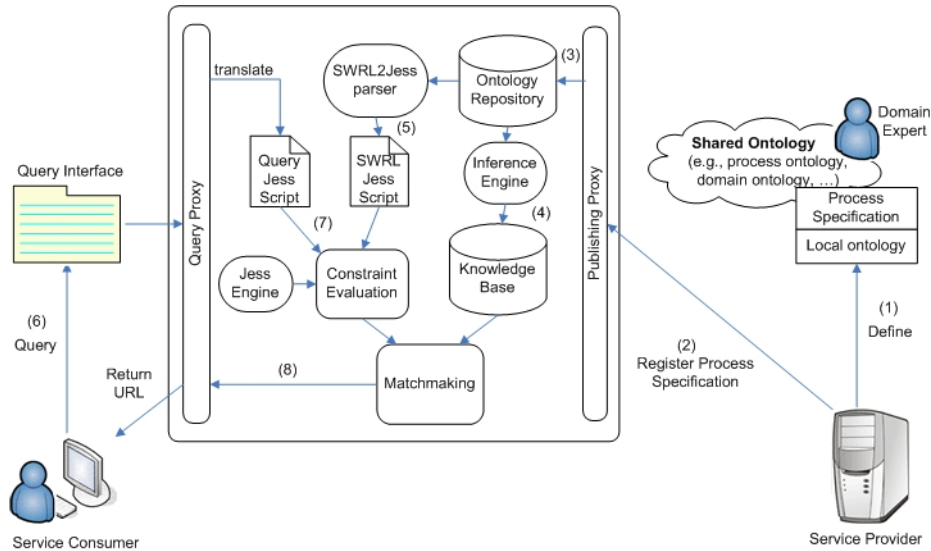 translate
SWRL2Jess
parser
Ontology
Repository
(3)
(5)
Query
Jess
Script
SWRL
Jess
Script
Inference
Engine
(4)
(7)
Query Proxy
Publishing Proxy
Jess
Engine
Constraint
Evaluation
Knowledge
Base
Matchmaking
(8)
Query Interface
(6)
Query
Return
URL
Service Consumer
Domain
Expert
Shared Ontology
(e.g., process ontology,
domain ontology, ...)
Process
Specification
Local ontology
(1)
Define
(2)
Register Process
Specification
Service Provider